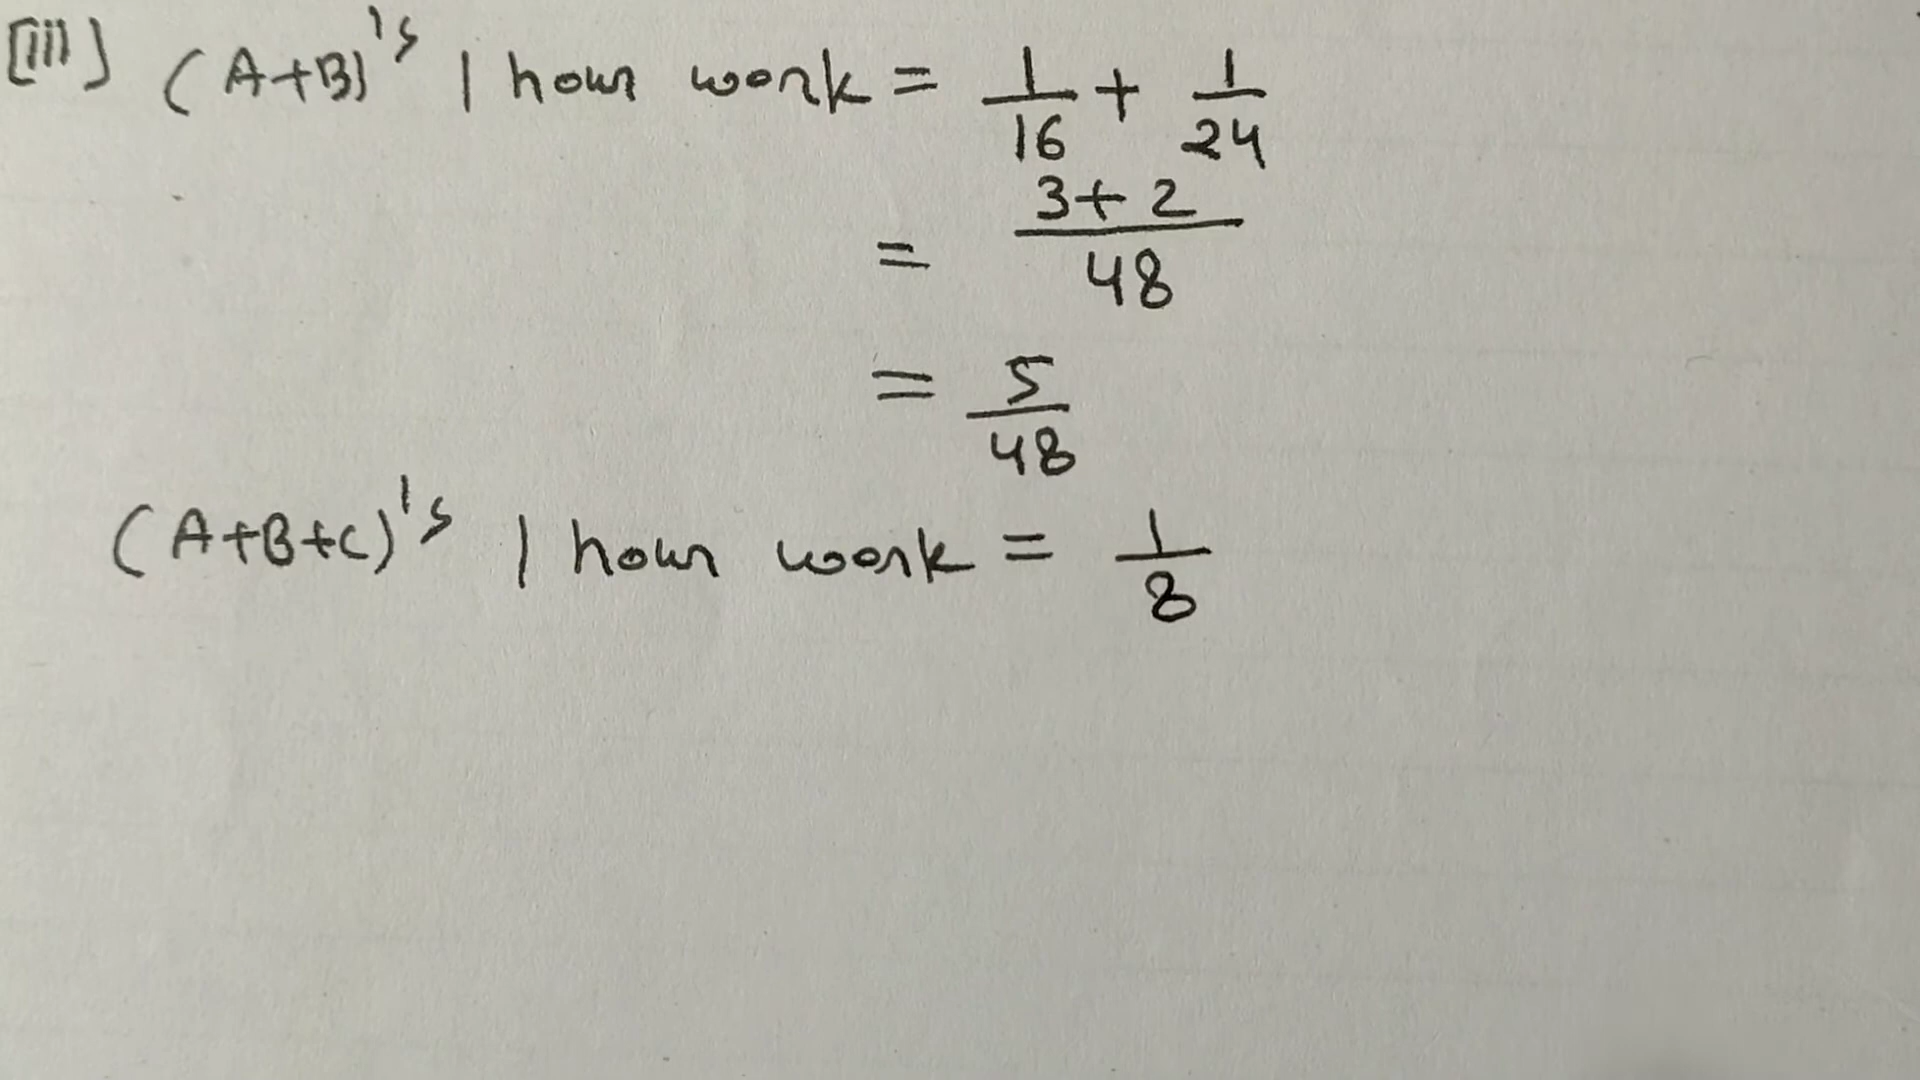 [iii] (A+B)'s 1 hour work = 1/16 + 1/24
= 3+2/48
= 5/48
(A+B+C)'s 1 hour work = 1/8